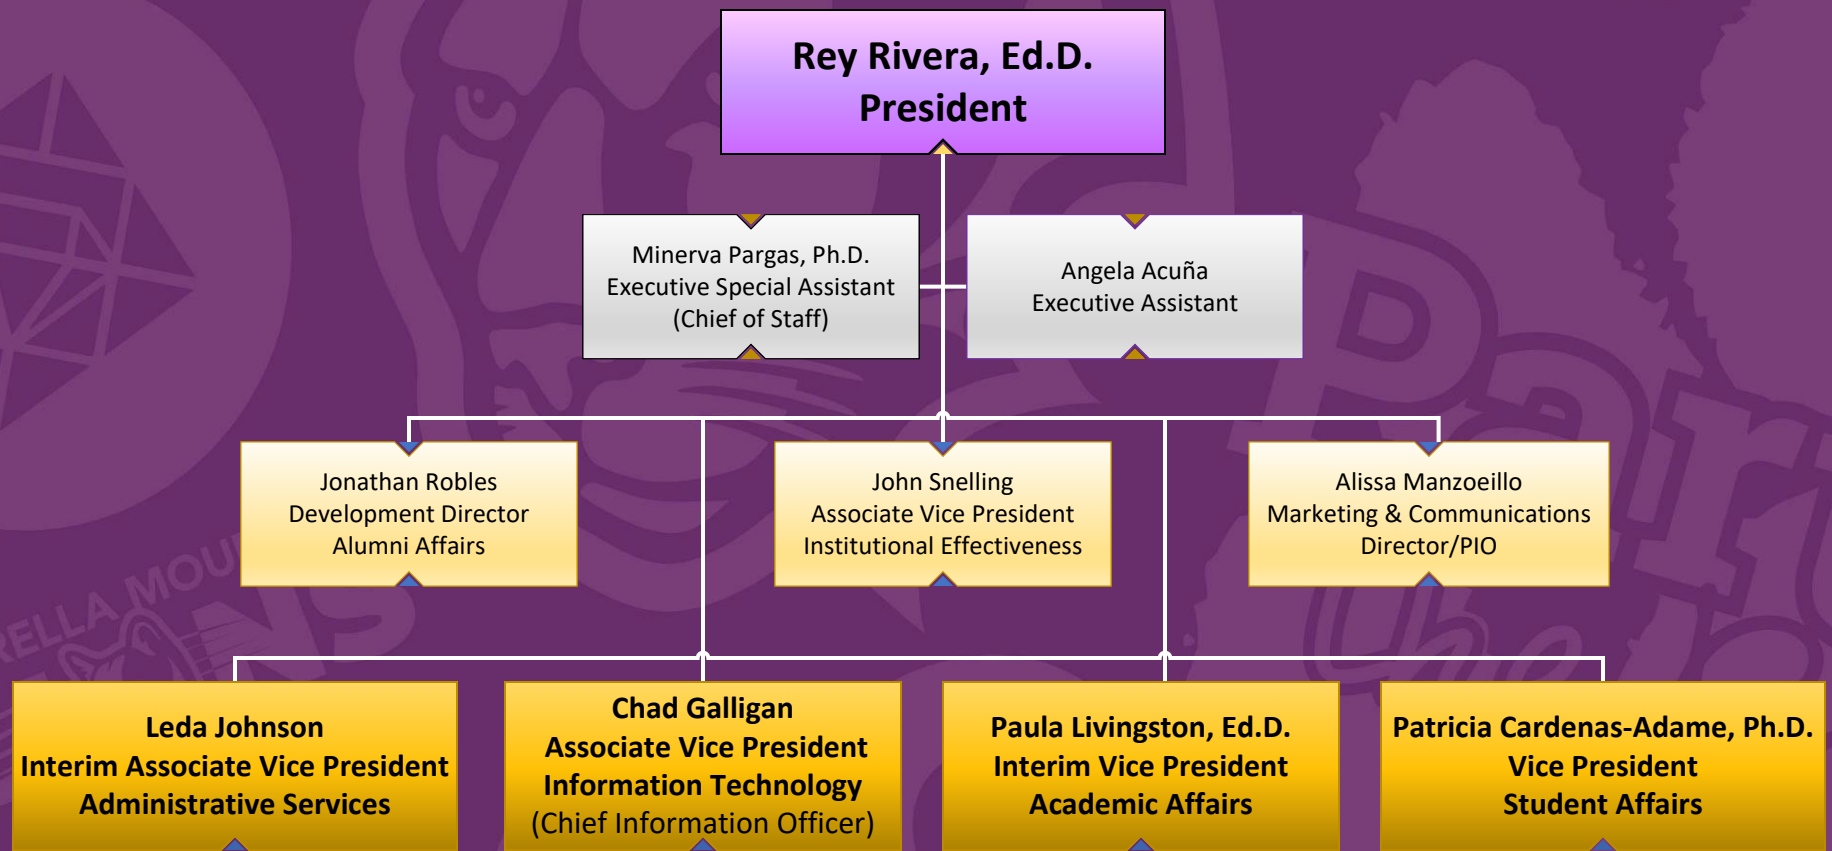 Rey Rivera, Ed.D.
President
Minerva Pargas, Ph.D.
Executive Special Assistant
(Chief of Staff)
Angela Acuña
Executive Assistant
Jonathan Robles
Development Director
Alumni Affairs
John Snelling
Associate Vice President
Institutional Effectiveness
Alissa Manzoeillo
Marketing & Communications
Director/PIO
Leda Johnson
Interim Associate Vice President
Administrative Services
Chad Galligan
Associate Vice President
Information Technology
(Chief Information Officer)
Paula Livingston, Ed.D.
Interim Vice President
Academic Affairs
Patricia Cardenas-Adame, Ph.D.
Vice President
Student Affairs